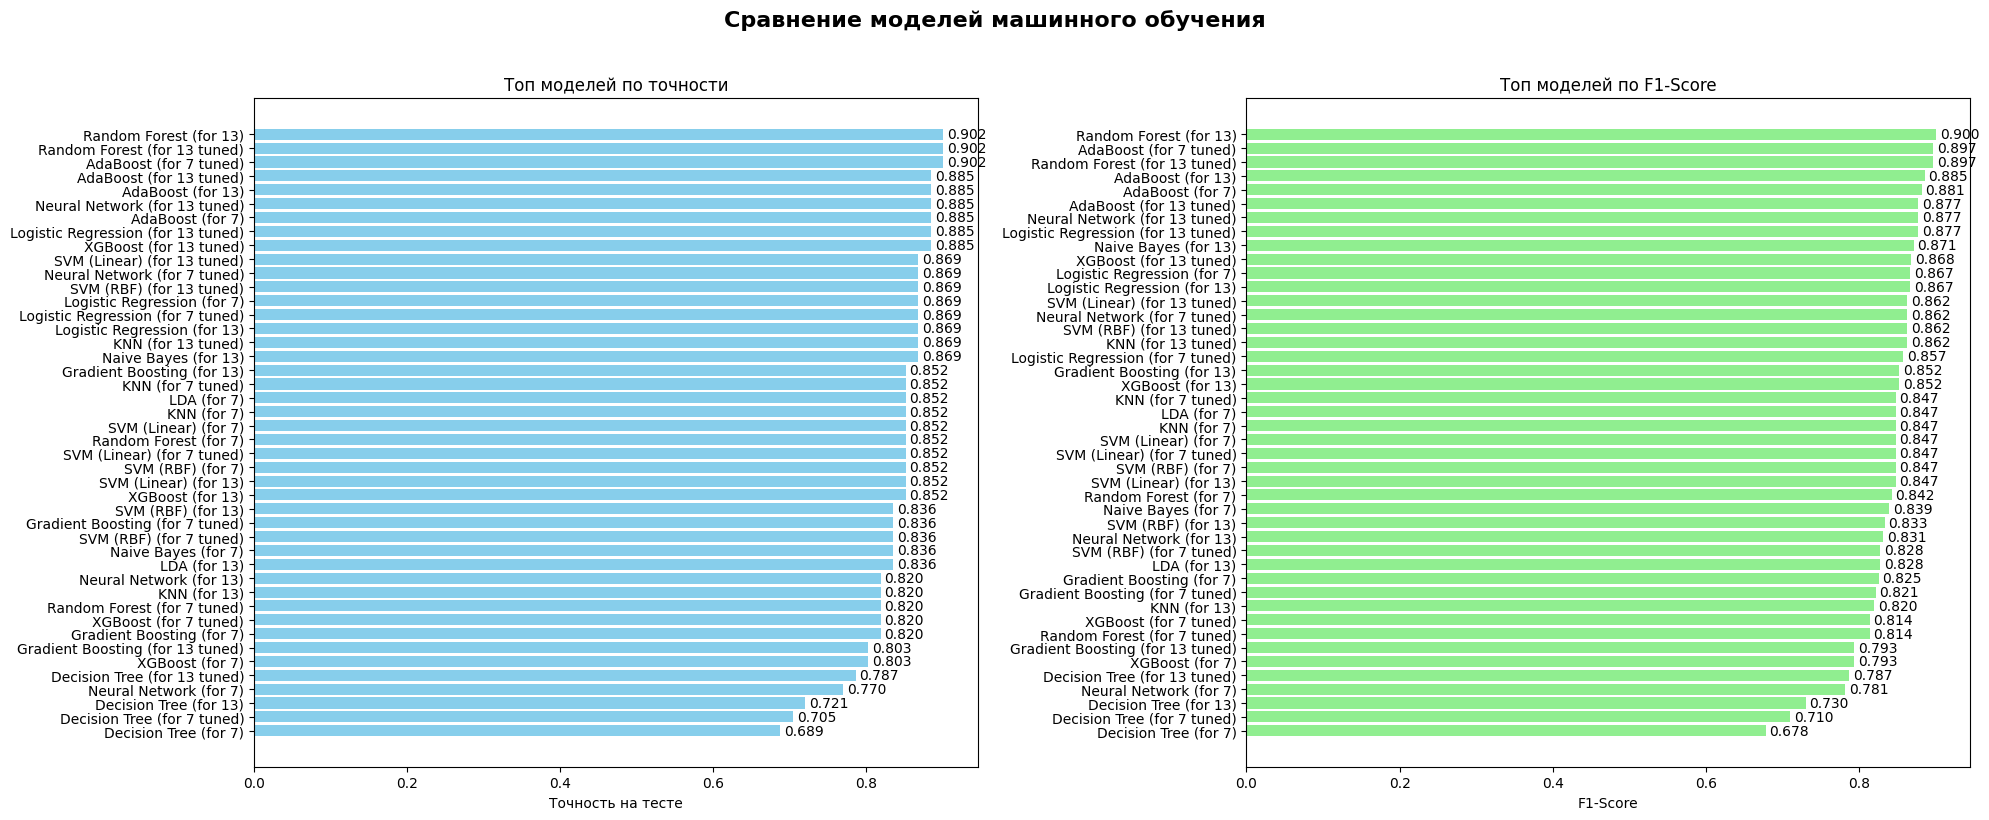 Сравнение моделей машинного обучения
Топ моделей по точности
Random Forest (for 13) 0.902
Random Forest (for 13 tuned) 0.902
AdaBoost (for 7 tuned) 0.902
AdaBoost (for 13 tuned) 0.885
AdaBoost (for 13) 0.885
Neural Network (for 13 tuned) 0.885
AdaBoost (for 7) 0.885
Logistic Regression (for 13 tuned) 0.885
XGBoost (for 13 tuned) 0.885
SVM (Linear) (for 13 tuned) 0.869
Neural Network (for 7 tuned) 0.869
SVM (RBF) (for 13 tuned) 0.869
Logistic Regression (for 7) 0.869
Logistic Regression (for 7 tuned) 0.869
Logistic Regression (for 13) 0.869
KNN (for 13 tuned) 0.869
Naive Bayes (for 13) 0.869
Gradient Boosting (for 13) 0.852
KNN (for 7 tuned) 0.852
LDA (for 7) 0.852
KNN (for 7) 0.852
SVM (Linear) (for 7) 0.852
Random Forest (for 7) 0.852
SVM (Linear) (for 7 tuned) 0.852
SVM (RBF) (for 7) 0.852
SVM (Linear) (for 13) 0.852
XGBoost (for 13) 0.852
SVM (RBF) (for 13) 0.836
Gradient Boosting (for 7 tuned) 0.836
SVM (RBF) (for 7 tuned) 0.836
Naive Bayes (for 7) 0.836
LDA (for 13) 0.836
Neural Network (for 13) 0.820
KNN (for 13) 0.820
Random Forest (for 7 tuned) 0.820
XGBoost (for 7 tuned) 0.820
Gradient Boosting (for 7) 0.820
Gradient Boosting (for 13 tuned) 0.803
XGBoost (for 7) 0.803
Decision Tree (for 13 tuned) 0.787
Neural Network (for 7) 0.770
Decision Tree (for 13) 0.721
Decision Tree (for 7 tuned) 0.705
Decision Tree (for 7) 0.689
0.0 0.2 0.4 0.6 0.8
Точность на тесте
Топ моделей по F1-Score
Random Forest (for 13) 0.900
AdaBoost (for 7 tuned) 0.897
Random Forest (for 13 tuned) 0.897
AdaBoost (for 13) 0.885
AdaBoost (for 7) 0.881
AdaBoost (for 13 tuned) 0.877
Neural Network (for 13 tuned) 0.877
Logistic Regression (for 13 tuned) 0.877
Naive Bayes (for 13) 0.871
XGBoost (for 13 tuned) 0.868
Logistic Regression (for 7) 0.867
Logistic Regression (for 13) 0.867
SVM (Linear) (for 13 tuned) 0.862
Neural Network (for 7 tuned) 0.862
SVM (RBF) (for 13 tuned) 0.862
KNN (for 13 tuned) 0.862
Logistic Regression (for 7 tuned) 0.857
Gradient Boosting (for 13) 0.852
XGBoost (for 13) 0.852
KNN (for 7 tuned) 0.847
LDA (for 7) 0.847
KNN (for 7) 0.847
SVM (Linear) (for 7) 0.847
SVM (Linear) (for 7 tuned) 0.847
SVM (RBF) (for 7) 0.847
SVM (Linear) (for 13) 0.847
Random Forest (for 7) 0.842
Naive Bayes (for 7) 0.839
SVM (RBF) (for 13) 0.833
Neural Network (for 13) 0.831
SVM (RBF) (for 7 tuned) 0.828
LDA (for 13) 0.828
Gradient Boosting (for 7) 0.825
Gradient Boosting (for 7 tuned) 0.821
KNN (for 13) 0.820
XGBoost (for 7 tuned) 0.814
Random Forest (for 7 tuned) 0.814
Gradient Boosting (for 13 tuned) 0.793
XGBoost (for 7) 0.793
Decision Tree (for 13 tuned) 0.787
Neural Network (for 7) 0.781
Decision Tree (for 13) 0.730
Decision Tree (for 7 tuned) 0.710
Decision Tree (for 7) 0.678
0.0 0.2 0.4 0.6 0.8
F1-Score